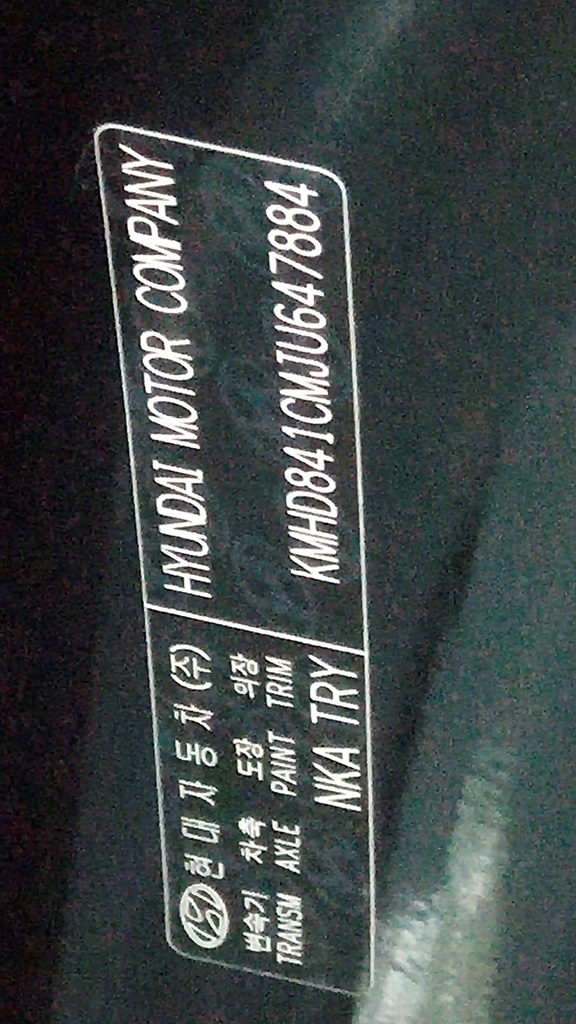 현대자동차(주) HYUNDAI MOTOR COMPANY
변속기 차축 도장 의장
TRANSM AXLE PAINT TRIM
NKA TRY KMHD841CMJU647884